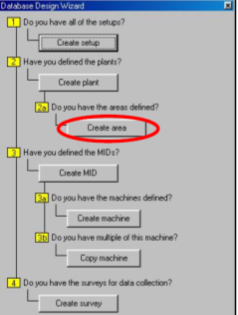 Database Design Wizard
1 Do you have all of the setups?
Create setup
2 Have you defined the plants?
Create plant
2a Do you have the areas defined?
Create area
3 Have you defined the MIDs?
Create MID
3a Do you have the machines defined?
Create machine
3b Do you have multiple of this machine?
Copy machine
4 Do you have the surveys for data collection?
Create survey